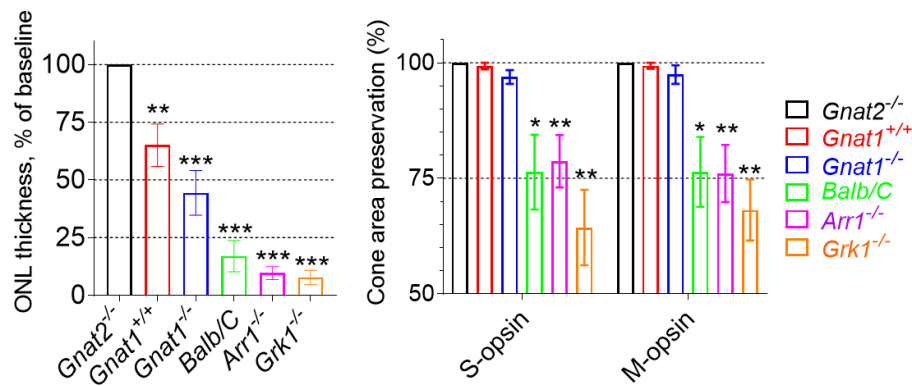 ONL thickness, % of baseline
100
75
50
25
0
**
***
***
***
***
Gnat2-/-
Gnat1+/+
Gnat1-/-
Balb/C
Arr1-/-
Grk1-/-
Cone area preservation (%)
100
75
50
* ** **
* ** **
S-opsin
M-opsin
Gnat2-/-
Gnat1+/+
Gnat1-/-
Balb/C
Arr1-/-
Grk1-/-